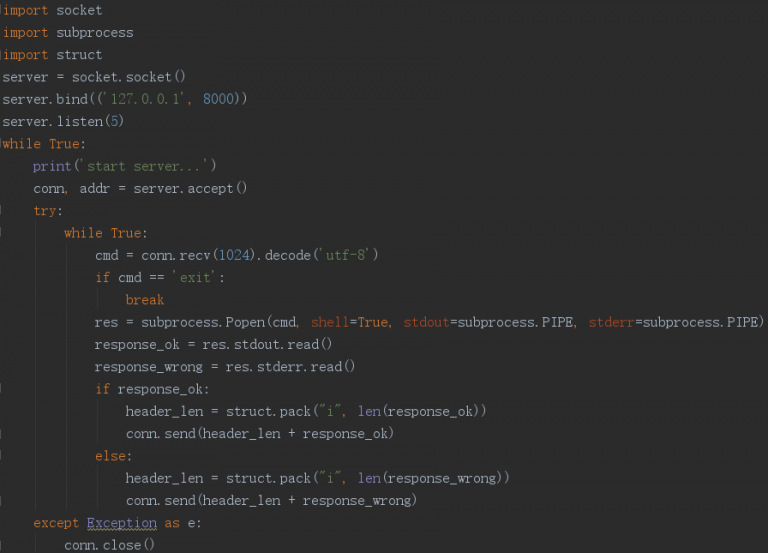 import socket
import subprocess
import struct
server = socket.socket()
server.bind(('127.0.0.1', 8000))
server.listen(5)
while True:
    print('start server...')
    conn, addr = server.accept()
    try:
        while True:
            cmd = conn.recv(1024).decode('utf-8')
            if cmd == 'exit':
                break
            res = subprocess.Popen(cmd, shell=True, stdout=subprocess.PIPE, stderr=subprocess.PIPE)
            response_ok = res.stdout.read()
            response_wrong = res.stderr.read()
            if response_ok:
                header_len = struct.pack("i", len(response_ok))
                conn.send(header_len + response_ok)
            else:
                header_len = struct.pack("i", len(response_wrong))
                conn.send(header_len + response_wrong)
    except Exception as e:
        conn.close()